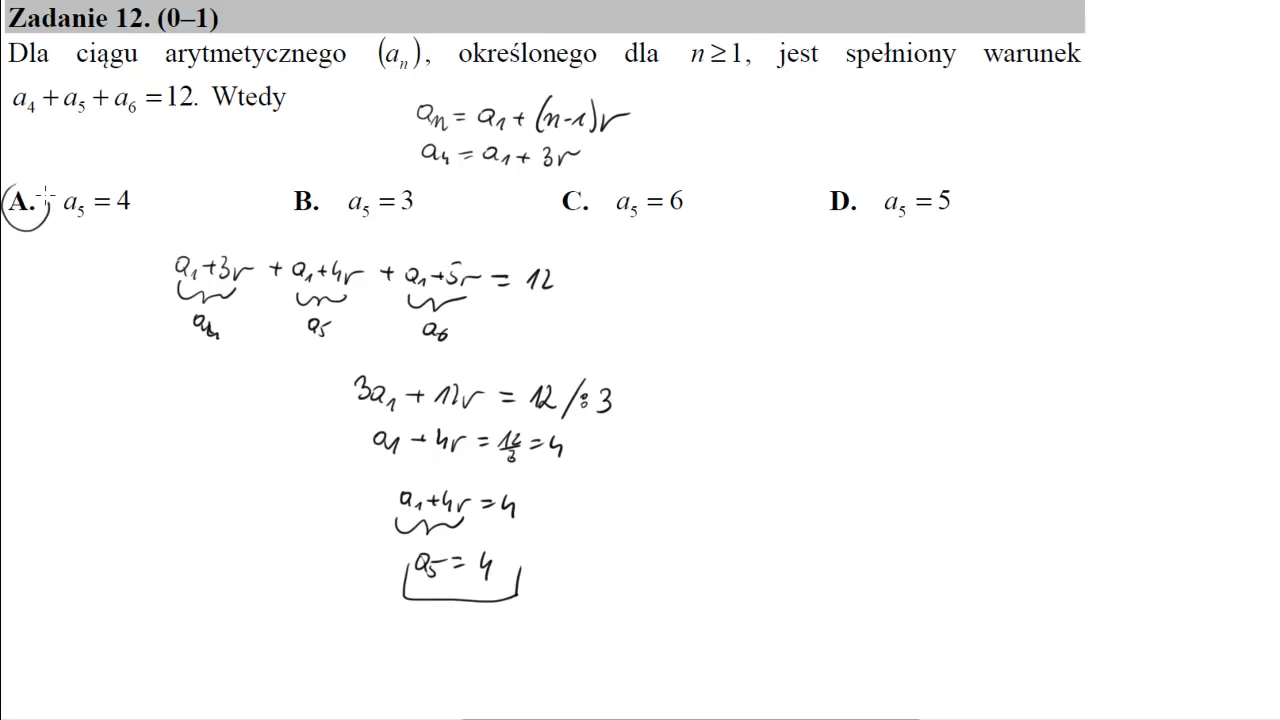 Zadanie 12. (0–1)
Dla ciągu arytmetycznego (aₙ), określonego dla n ≥ 1, jest spełniony warunek
a₄ + a₅ + a₆ = 12. Wtedy
aₙ = a₁ + (n-1)r
a₄ = a₁ + 3r
A. a₅ = 4 B. a₅ = 3 C. a₅ = 6 D. a₅ = 5
a₁+3r + a₁+4r + a₁+5r = 12
a₄ a₅ a₆
3a₁ + 12r = 12 /:3
a₁ + 4r = 12/3 = 4
a₁+4r = 4
a₅ = 4